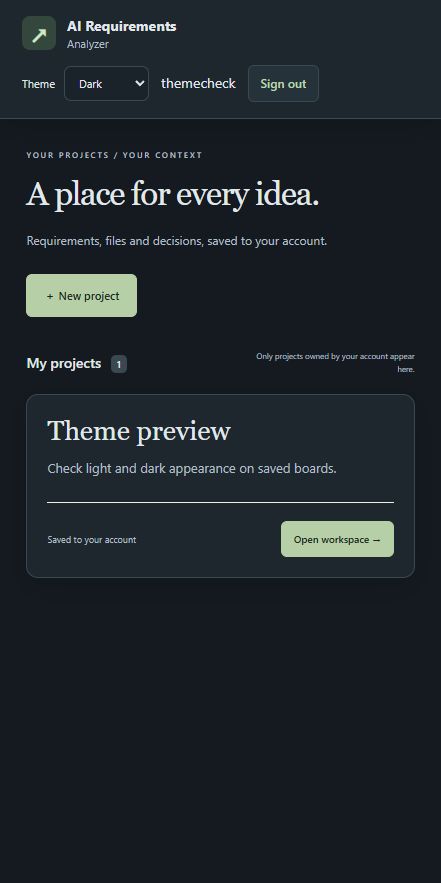 AI Requirements
Analyzer
Theme Dark themecheck Sign out
YOUR PROJECTS / YOUR CONTEXT
A place for every idea.
Requirements, files and decisions, saved to your account.
+ New project
My projects 1
Only projects owned by your account appear
here.
Theme preview
Check light and dark appearance on saved boards.
Saved to your account
Open workspace →